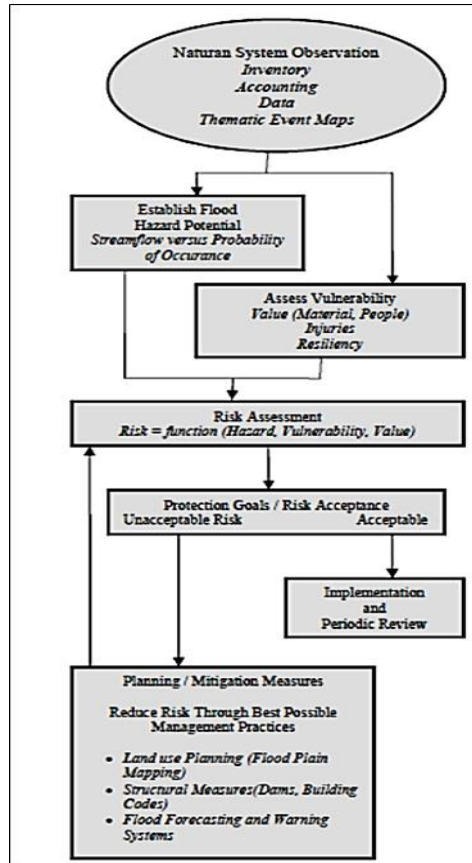 Naturan System Observation
Inventory
Accounting
Data
Thematic Event Maps
Establish Flood
Hazard Potential
Streamflow versus Probability
of Occurance
Assess Vulnerability
Value (Material, People)
Injuries
Resiliency
Risk Assessment
Risk = function (Hazard, Vulnerability, Value)
Protection Goals / Risk Acceptance
Unacceptable Risk Acceptable
Implementation
and
Periodic Review
Planning / Mitigation Measures
Reduce Risk Through Best Possible
Management Practices
• Land use Planning (Flood Plain
Mapping)
• Structural Measures(Dams, Building
Codes)
• Flood Forecasting and Warning
Systems